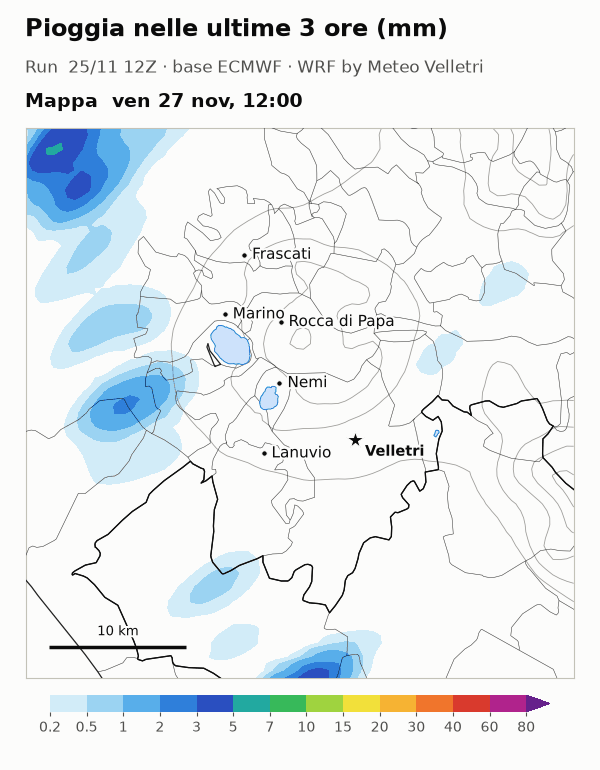 Pioggia nelle ultime 3 ore (mm)
Run  25/11 12Z · base ECMWF · WRF by Meteo Velletri
Mappa  ven 27 nov, 12:00
Frascati
Marino
Rocca di Papa
Nemi
Velletri
Lanuvio
10 km
0.2 0.5 1 2 3 5 7 10 15 20 30 40 60 80